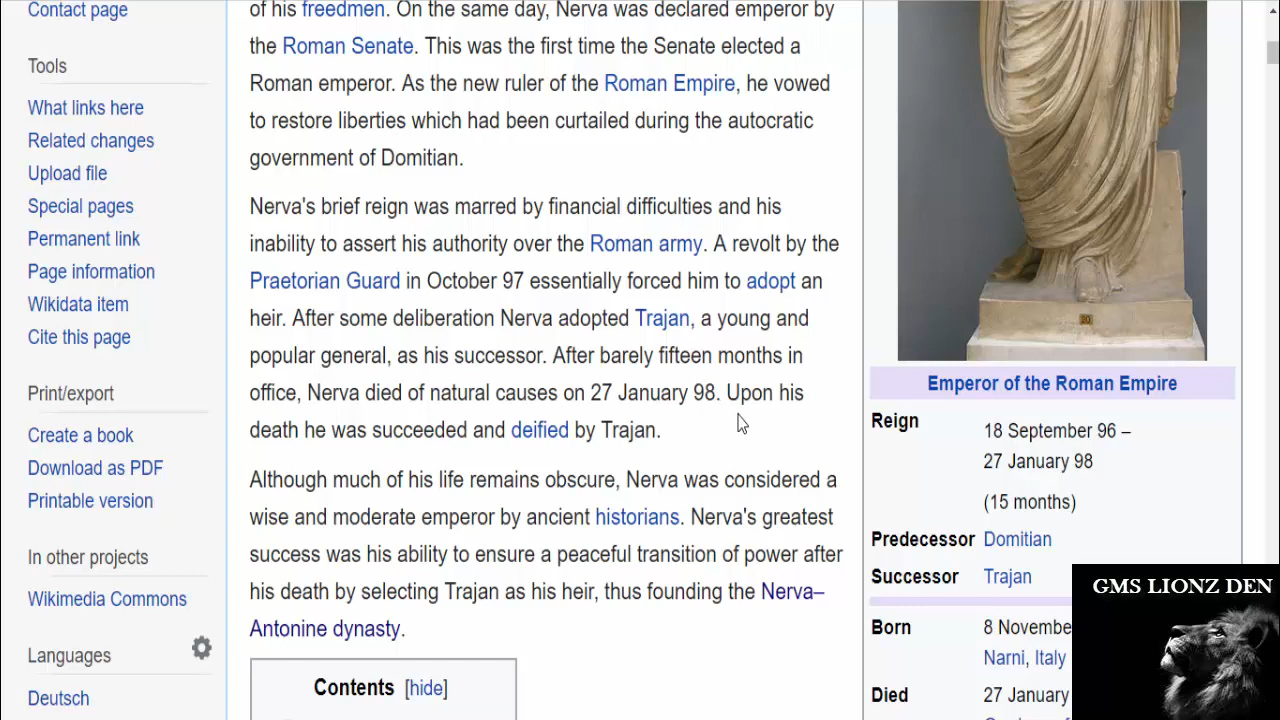 Contact page
Tools
What links here
Related changes
Upload file
Special pages
Permanent link
Page information
Wikidata item
Cite this page
Print/export
Create a book
Download as PDF
Printable version
In other projects
Wikimedia Commons
Languages
Deutsch
of his freedmen. On the same day, Nerva was declared emperor by
the Roman Senate. This was the first time the Senate elected a
Roman emperor. As the new ruler of the Roman Empire, he vowed
to restore liberties which had been curtailed during the autocratic
government of Domitian.
Nerva's brief reign was marred by financial difficulties and his
inability to assert his authority over the Roman army. A revolt by the
Praetorian Guard in October 97 essentially forced him to adopt an
heir. After some deliberation Nerva adopted Trajan, a young and
popular general, as his successor. After barely fifteen months in
office, Nerva died of natural causes on 27 January 98. Upon his
death he was succeeded and deified by Trajan.
Although much of his life remains obscure, Nerva was considered a
wise and moderate emperor by ancient historians. Nerva's greatest
success was his ability to ensure a peaceful transition of power after
his death by selecting Trajan as his heir, thus founding the Nerva–
Antonine dynasty.
Contents [hide]
Emperor of the Roman Empire
Reign 18 September 96 –
27 January 98
(15 months)
Predecessor Domitian
Successor Trajan
Born 8 Novembe
Narni, Italy
Died 27 January
GMS LIONZ DEN